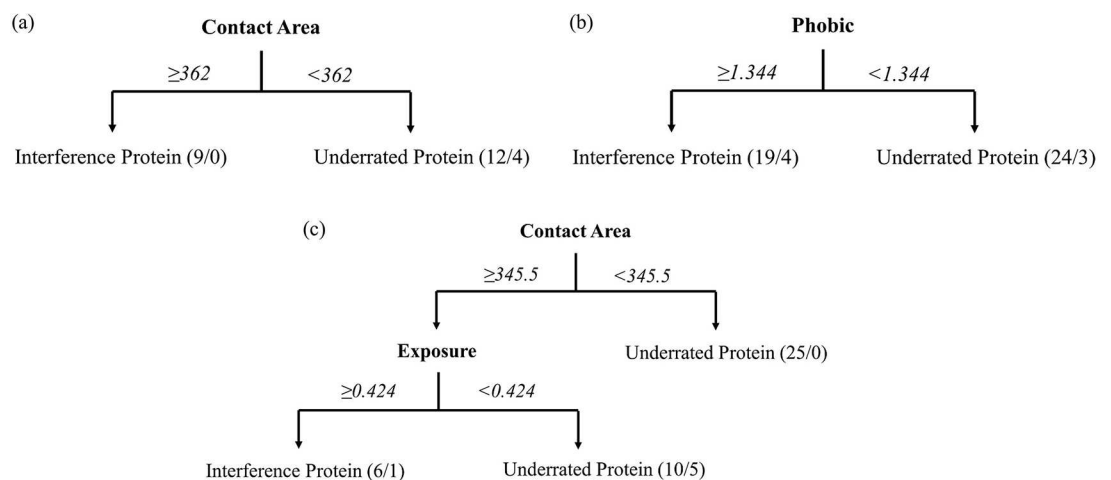 (a)
Contact Area
≥362
<362
Interference Protein (9/0)
Underrated Protein (12/4)
(b)
Phobic
≥1.344
<1.344
Interference Protein (19/4)
Underrated Protein (24/3)
(c)
Contact Area
≥345.5
<345.5
Exposure
Underrated Protein (25/0)
≥0.424
<0.424
Interference Protein (6/1)
Underrated Protein (10/5)